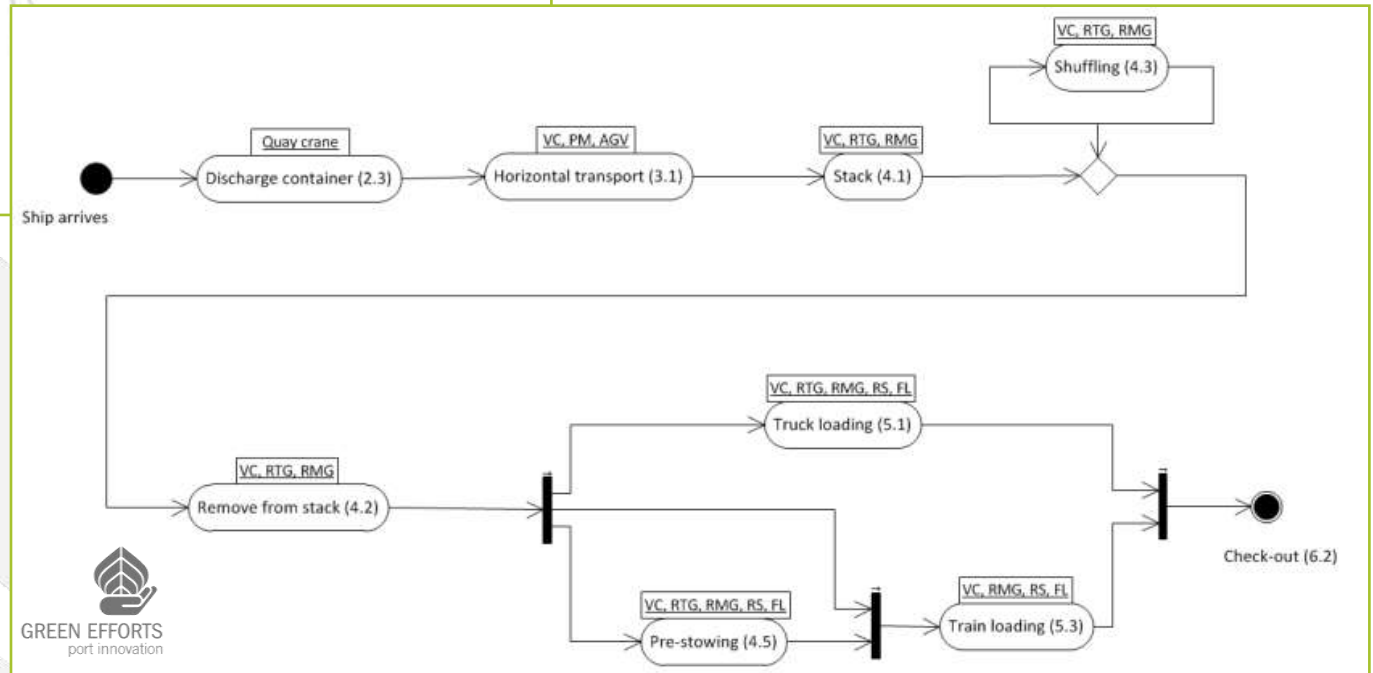 VC, RTG, RMG
Shuffling (4.3)
Quay crane
Discharge container (2.3)
VC, PM, AGV
Horizontal transport (3.1)
VC, RTG, RMG
Stack (4.1)
Ship arrives
VC, RTG, RMG, RS, FL
Truck loading (5.1)
VC, RTG, RMG
Remove from stack (4.2)
Check-out (6.2)
VC, RTG, RMG, RS, FL
Pre-stowing (4.5)
VC, RMG, RS, FL
Train loading (5.3)
GREEN EFFORTS
port innovation